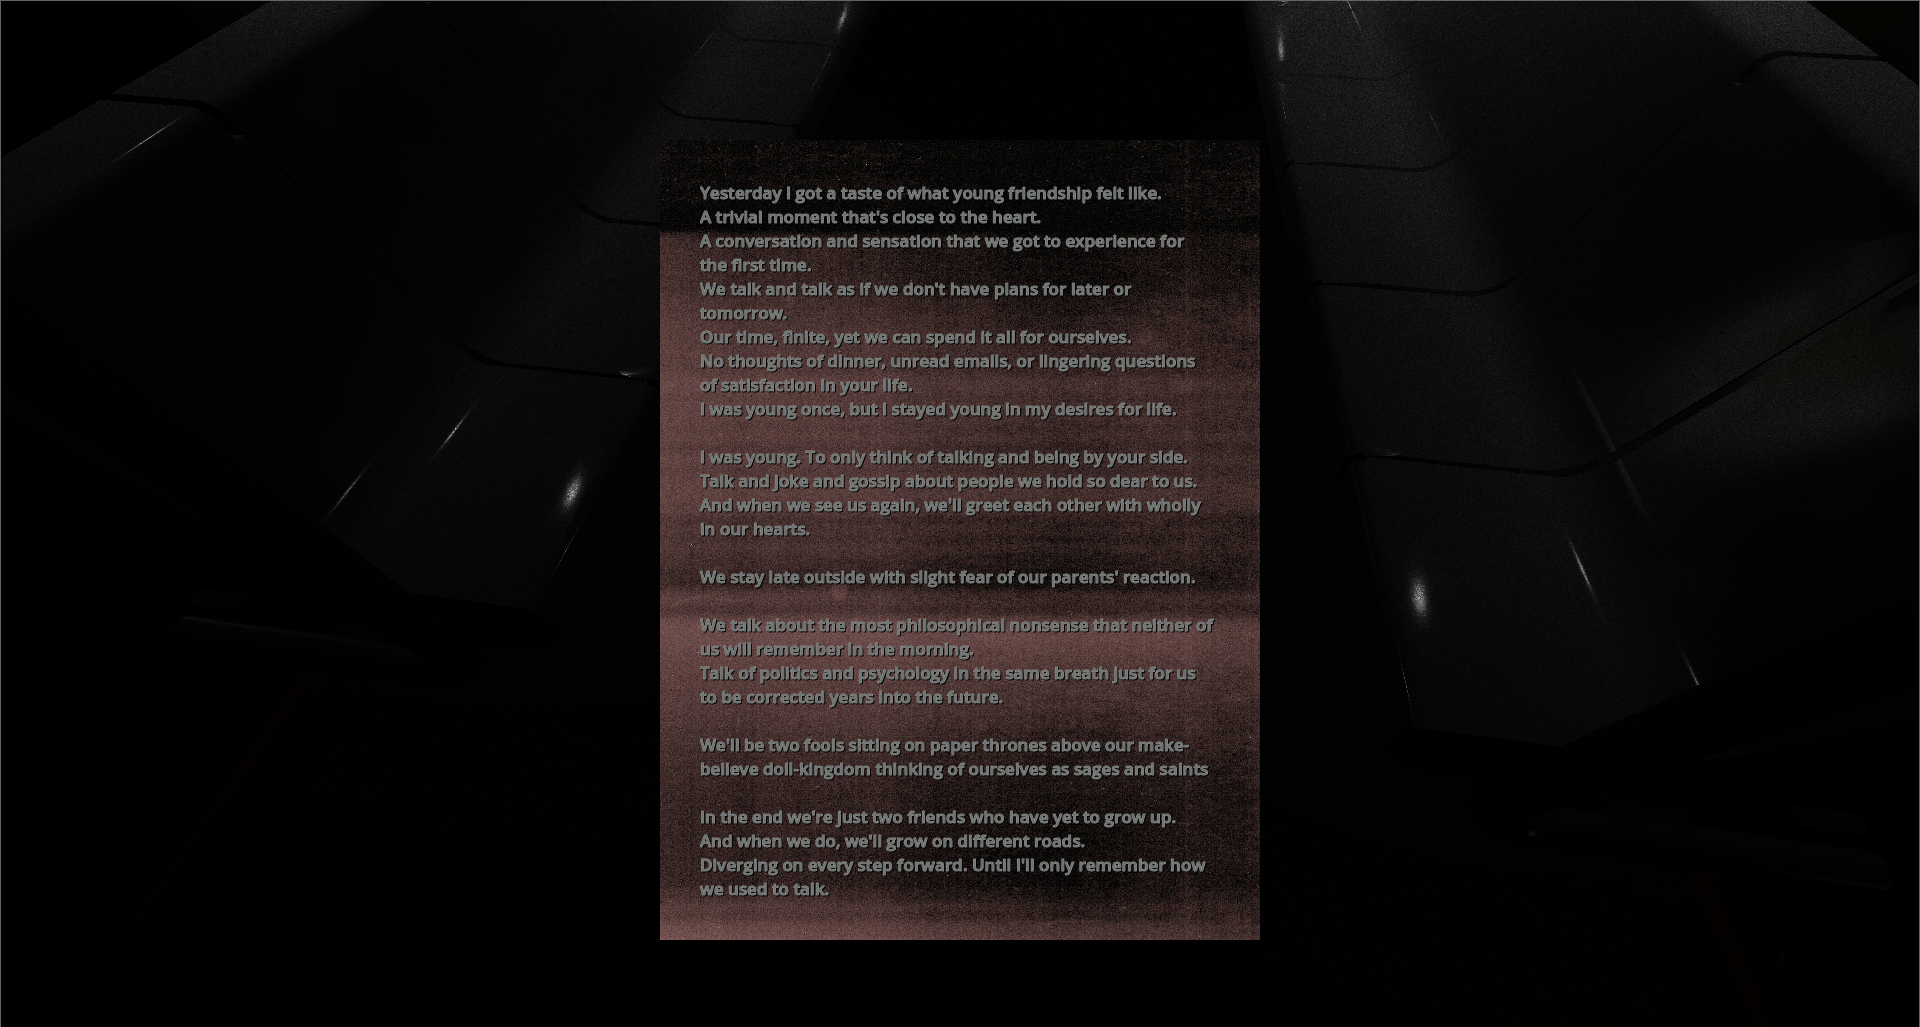 Yesterday I got a taste of what young friendship felt like.
A trivial moment that's close to the heart.
A conversation and sensation that we got to experience for
the first time.
We talk and talk as if we don't have plans for later or
tomorrow.
Our time, finite, yet we can spend it all for ourselves.
No thoughts of dinner, unread emails, or lingering questions
of satisfaction in your life.
I was young once, but I stayed young in my desires for life.

I was young. To only think of talking and being by your side.
Talk and joke and gossip about people we hold so dear to us.
And when we see us again, we'll greet each other with wholly
in our hearts.

We stay late outside with slight fear of our parents' reaction.

We talk about the most philosophical nonsense that neither of
us will remember in the morning.
Talk of politics and psychology in the same breath just for us
to be corrected years into the future.

We'll be two fools sitting on paper thrones above our make-
believe doll-kingdom thinking of ourselves as sages and saints

In the end we're just two friends who have yet to grow up.
And when we do, we'll grow on different roads.
Diverging on every step forward. Until I'll only remember how
we used to talk.